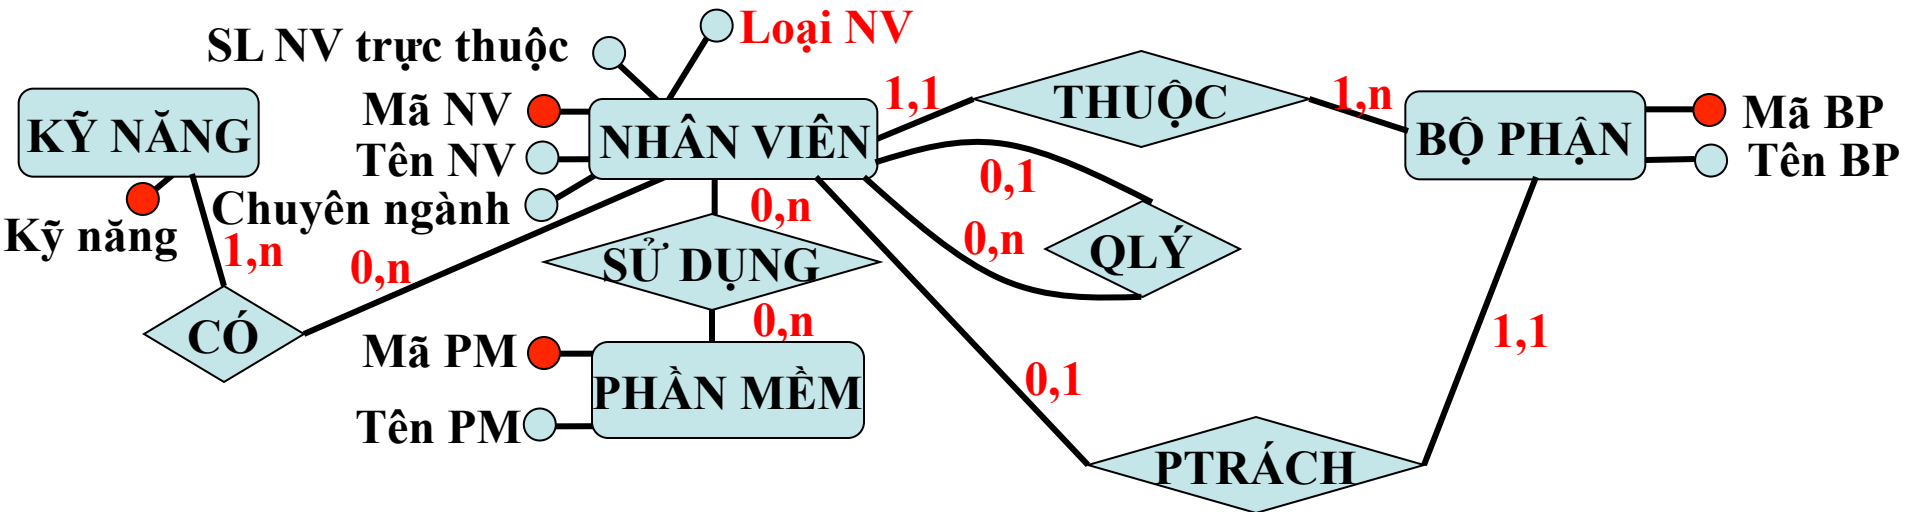 Loại NV
SL NV trực thuộc
Mã NV
Tên NV
Chuyên ngành
KỸ NĂNG
Kỹ năng
NHÂN VIÊN
1,1
THUỘC
1,n
BỘ PHẬN
Mã BP
Tên BP
0,1
0,n
QLÝ
0,n
SỬ DỤNG
0,n
1,n
0,n
CÓ
Mã PM
Tên PM
PHẦN MỀM
0,1
1,1
PTRÁCH